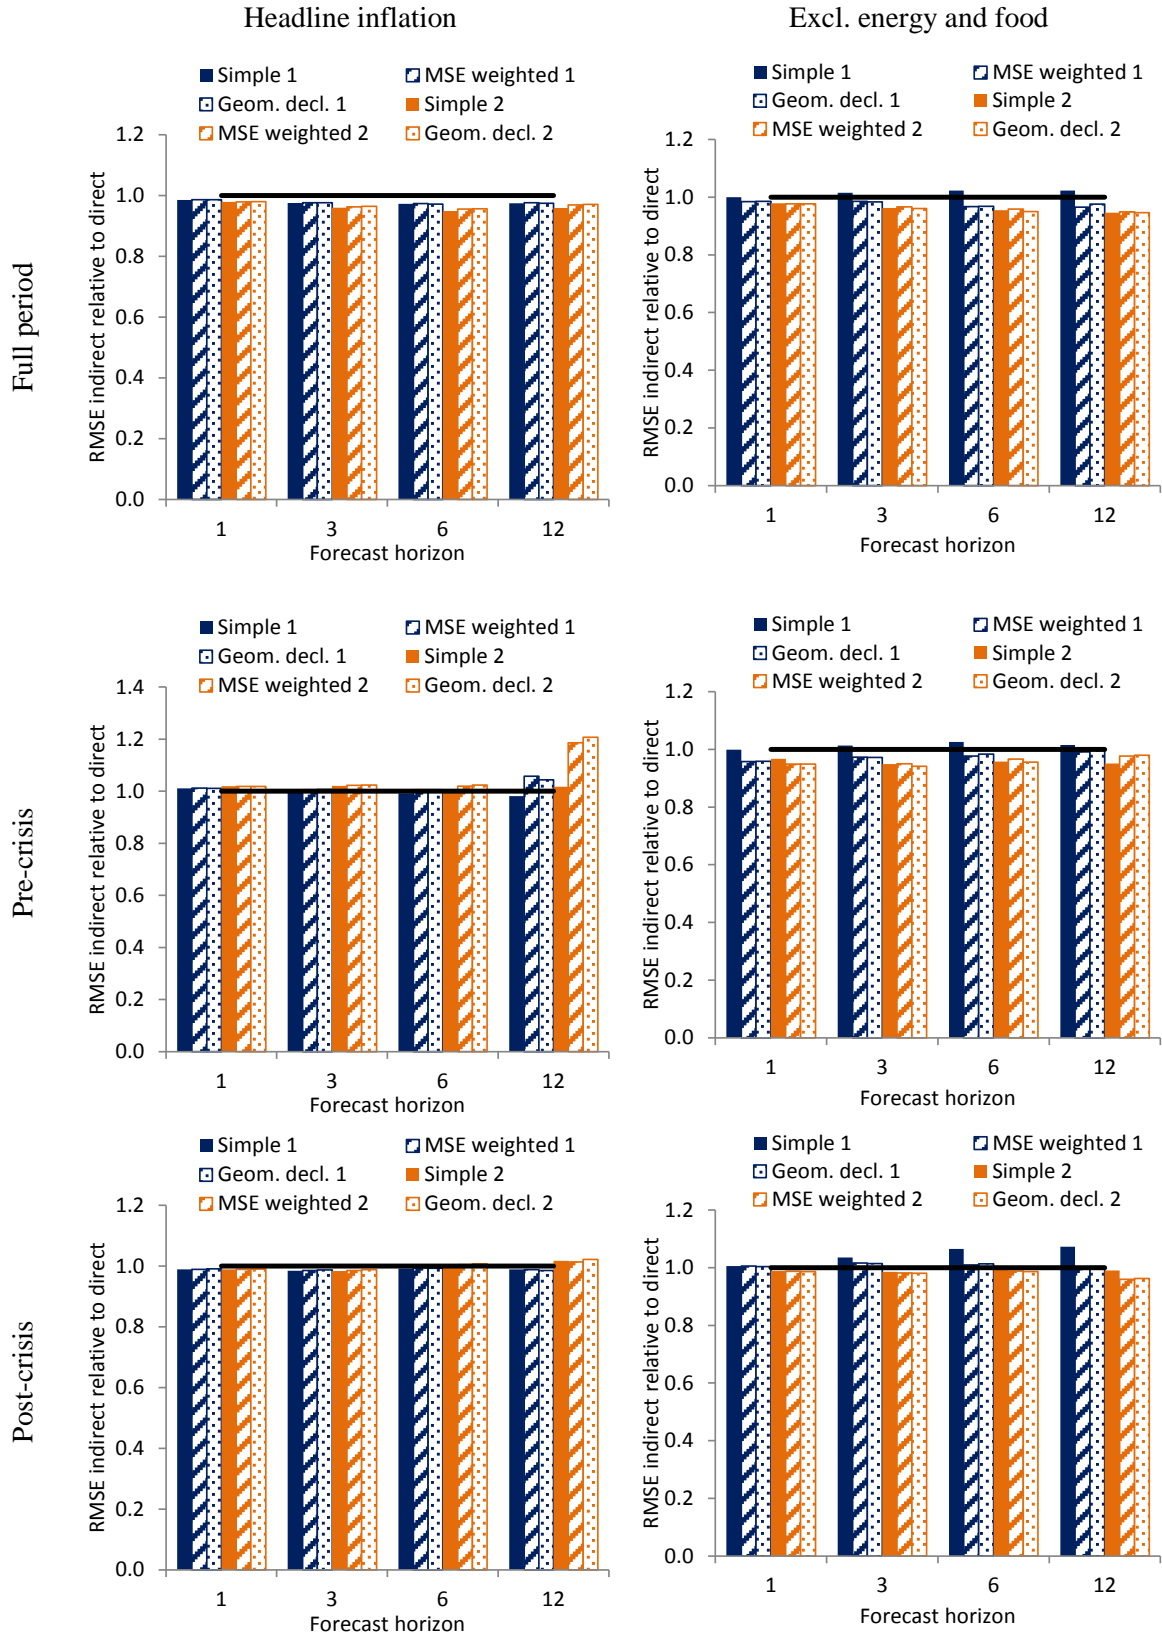 Headline inflation
Excl. energy and food
Full period
Simple 1
MSE weighted 1
Geom. decl. 1
Simple 2
MSE weighted 2
Geom. decl. 2
RMSE indirect relative to direct
1.2
1.0
0.8
0.6
0.4
0.2
0.0
1 3 6 12
Forecast horizon
Simple 1
MSE weighted 1
Geom. decl. 1
Simple 2
MSE weighted 2
Geom. decl. 2
RMSE indirect relative to direct
1.2
1.0
0.8
0.6
0.4
0.2
0.0
1 3 6 12
Forecast horizon
Pre-crisis
Simple 1
MSE weighted 1
Geom. decl. 1
Simple 2
MSE weighted 2
Geom. decl. 2
RMSE indirect relative to direct
1.4
1.2
1.0
0.8
0.6
0.4
0.2
0.0
1 3 6 12
Forecast horizon
Simple 1
MSE weighted 1
Geom. decl. 1
Simple 2
MSE weighted 2
Geom. decl. 2
RMSE indirect relative to direct
1.2
1.0
0.8
0.6
0.4
0.2
0.0
1 3 6 12
Forecast horizon
Post-crisis
Simple 1
MSE weighted 1
Geom. decl. 1
Simple 2
MSE weighted 2
Geom. decl. 2
RMSE indirect relative to direct
1.2
1.0
0.8
0.6
0.4
0.2
0.0
1 3 6 12
Forecast horizon
Simple 1
MSE weighted 1
Geom. decl. 1
Simple 2
MSE weighted 2
Geom. decl. 2
RMSE indirect relative to direct
1.2
1.0
0.8
0.6
0.4
0.2
0.0
1 3 6 12
Forecast horizon